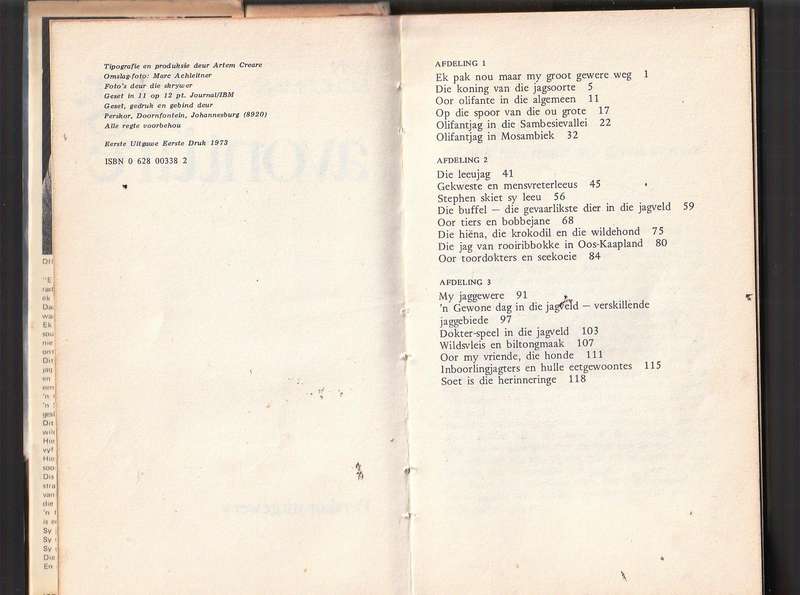 Tipografie en produksie deur Artem Creare
Omslag-foto: Marc Achleitner
Foto's deur die skrywer
Geset in 11 op 12 pt. Journal/IBM
Geset, gedruk en gebind deur
Perskor, Doornfontein, Johannesburg (8920)
Alle regte voorbehou
Eerste Uitgawe Eerste Druk 1973
ISBN 0 628 00338 2
AFDELING 1
Ek pak nou maar my groot gewere weg 1
Die koning van die jagsoorte 5
Oor olifante in die algemeen 11
Op die spoor van die ou grote 17
Olifantjag in die Sambesievallei 22
Olifantjag in Mosambiek 32
AFDELING 2
Die leeujag 41
Gekweste en mensvreterleeus 45
Stephen skiet sy leeu 56
Die buffel — die gevaarlikste dier in die jagveld 59
Oor tiers en bobbejane 68
Die hiëna, die krokodil en die wildehond 75
Die jag van rooiribbokke in Oos-Kaapland 80
Oor toordokters en seekoeie 84
AFDELING 3
My jaggewere 91
'n Gewone dag in die jagveld — verskillende
jaggebiede 97
Dokter-speel in die jagveld 103
Wildsvleis en biltongmaak 107
Oor my vriende, die honde 111
Inboorlingjagters en hulle eetgewoontes 115
Soet is die herinneringe 118